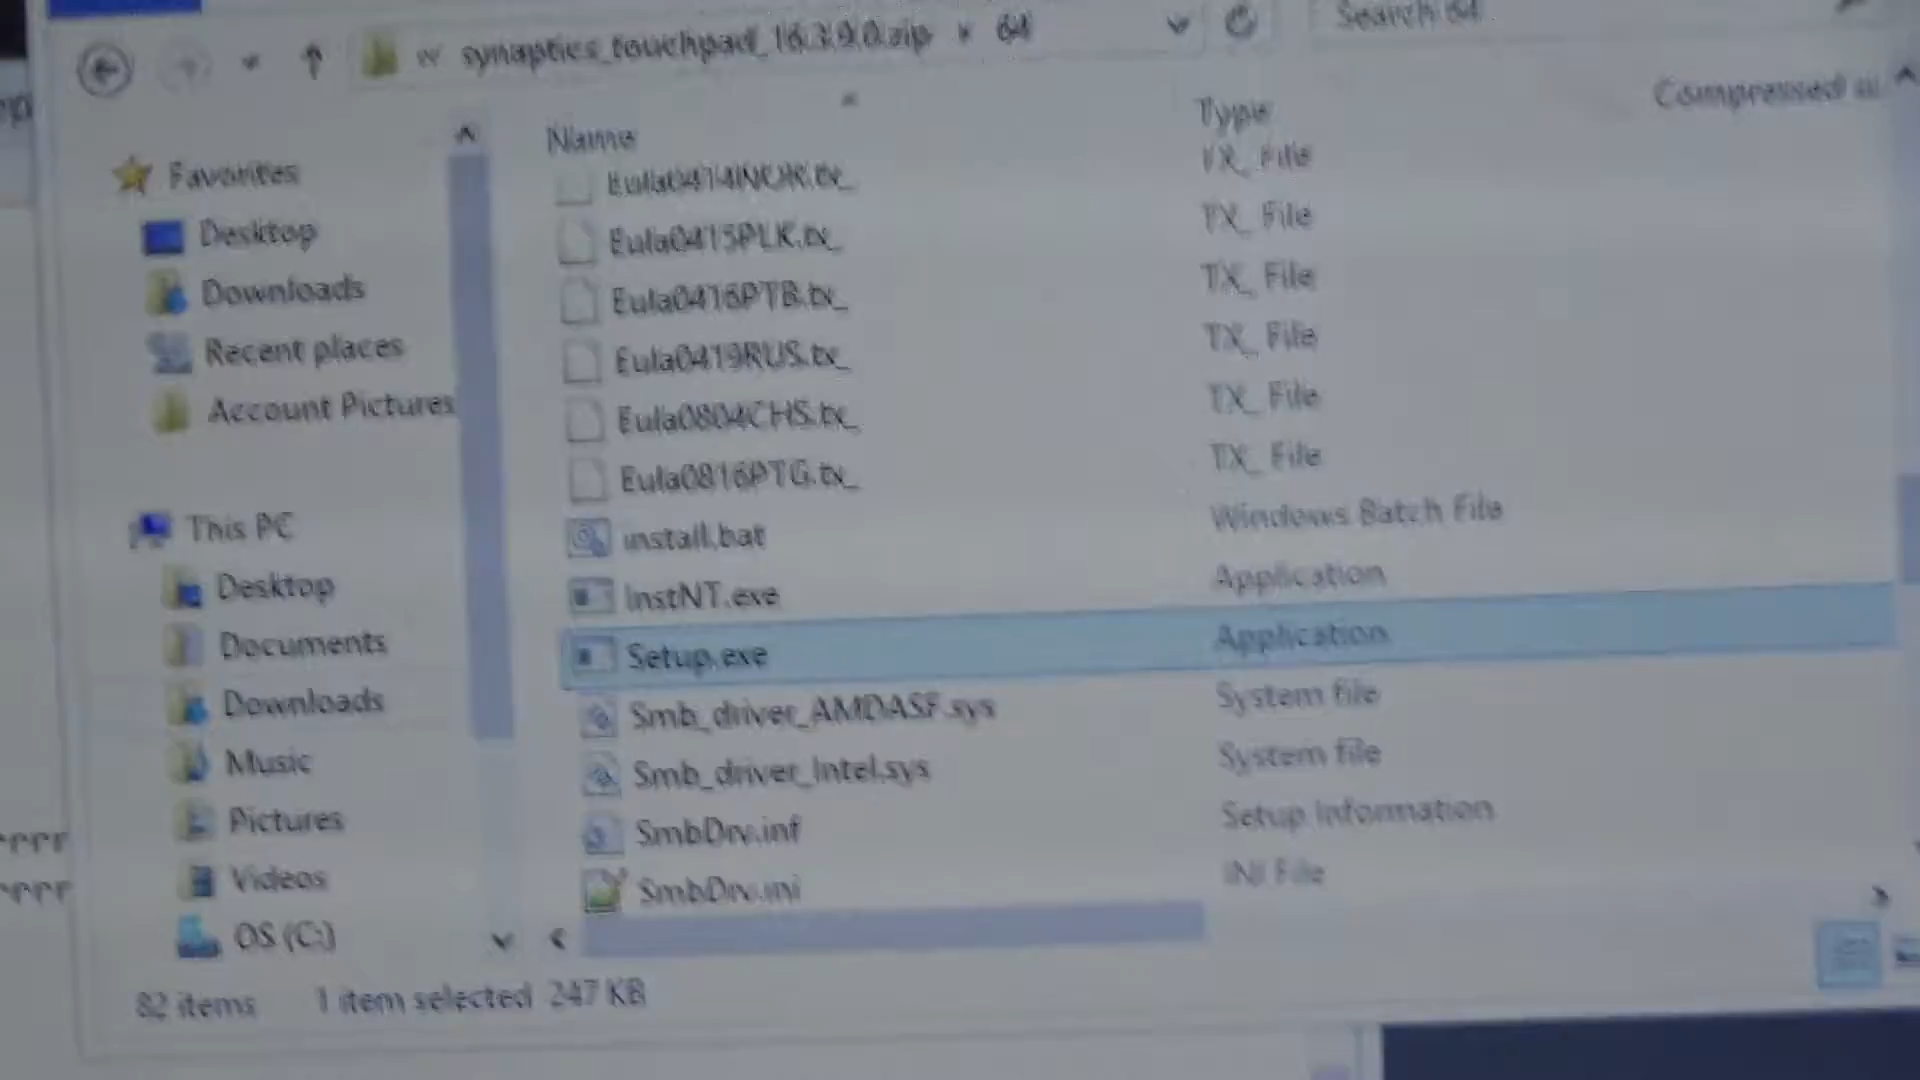 synaptics_touchpad_16.3.9.0.zip 64
Search 64
Name Type Compressed
Favorites
Desktop
Downloads
Recent places
Account Pictures
This PC
Desktop
Documents
Downloads
Music
Pictures
Videos
OS (C:)
Eula0414NOR.tx_ TX_ File
Eula0415PLK.tx_ TX_ File
Eula0416PTB.tx_ TX_ File
Eula0419RUS.tx_ TX_ File
Eula0804CHS.tx_ TX_ File
Eula0816PTG.tx_ TX_ File
install.bat Windows Batch File
InstNT.exe Application
Setup.exe Application
Smb_driver_AMDASF.sys System file
Smb_driver_Intel.sys System file
SmbDrv.inf Setup Information
SmbDrv.ini INI File
82 items 1 item selected 247 KB